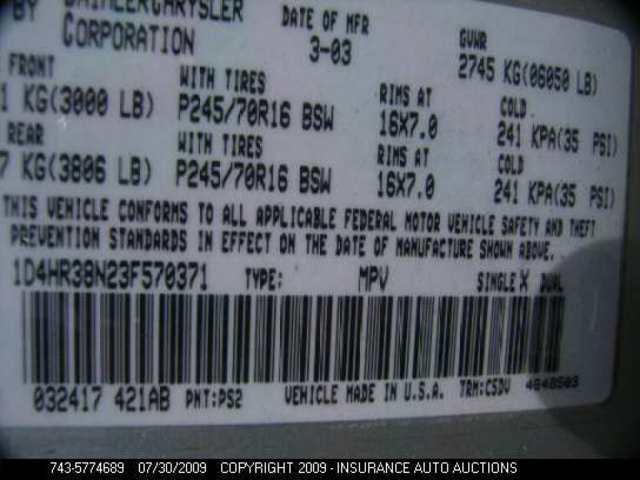 BY DAIMLERCHRYSLER CORPORATION
DATE OF MFR 3-03
GVWR 2745 KG(06050 LB)
FRONT WITH TIRES RIMS AT COLD
1 KG(3000 LB) P245/70R16 BSW 16X7.0 241 KPA(35 PSI)
REAR WITH TIRES RIMS AT COLD
7 KG(3806 LB) P245/70R16 BSW 16X7.0 241 KPA(35 PSI)
THIS VEHICLE CONFORMS TO ALL APPLICABLE FEDERAL MOTOR VEHICLE SAFETY AND THEFT
PREVENTION STANDARDS IN EFFECT ON THE DATE OF MANUFACTURE SHOWN ABOVE.
1D4HR38N23F570371 TYPE: MPV SINGLE X DUAL
032417 421AB PNT:PS2 VEHICLE MADE IN U.S.A. TRM:CSDV
743-5774689 07/30/2009 COPYRIGHT 2009 - INSURANCE AUTO AUCTIONS